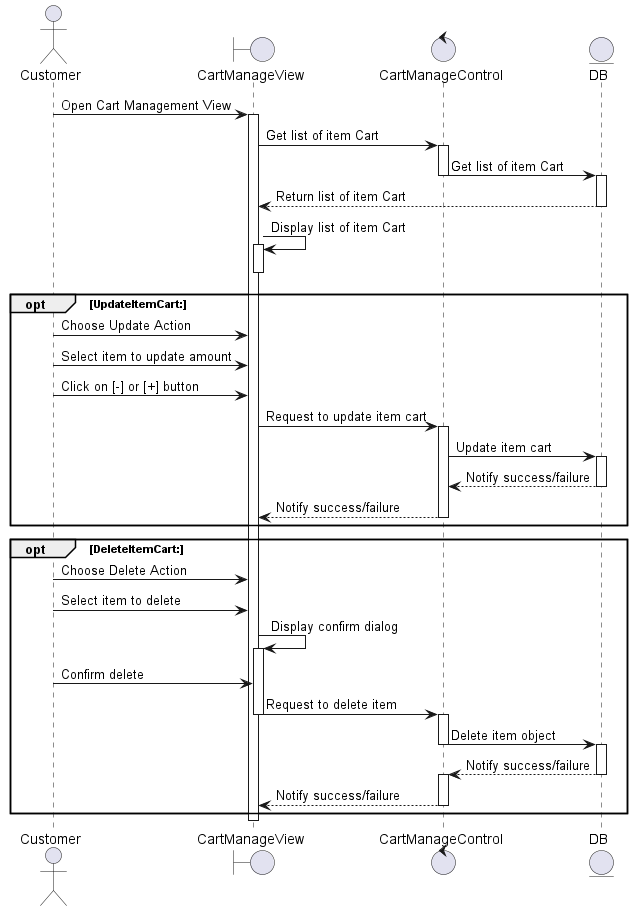 Customer
CartManageView
CartManageControl
DB
Open Cart Management View
Get list of item Cart
Get list of item Cart
Return list of item Cart
Display list of item Cart
opt [UpdateItemCart:]
Choose Update Action
Select item to update amount
Click on [-] or [+] button
Request to update item cart
Update item cart
Notify success/failure
Notify success/failure
opt [DeleteItemCart:]
Choose Delete Action
Select item to delete
Display confirm dialog
Confirm delete
Request to delete item
Delete item object
Notify success/failure
Notify success/failure
Customer
CartManageView
CartManageControl
DB